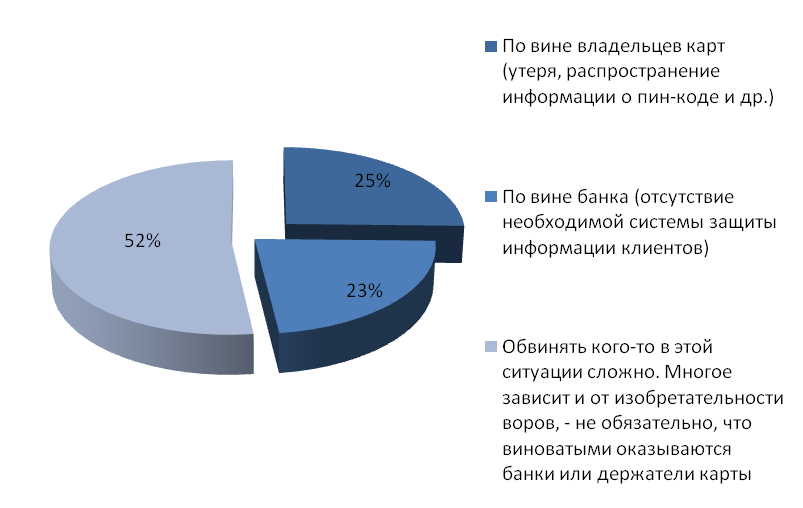 По вине владельцев карт
(утеря, распространение
информации о пин-коде и др.)
25%
По вине банка (отсутствие
необходимой системы защиты
информации клиентов)
52%
23%
Обвинять кого-то в этой
ситуации сложно. Многое
зависит и от изобретательности
воров, - не обязательно, что
виноватыми оказываются
банки или держатели карты